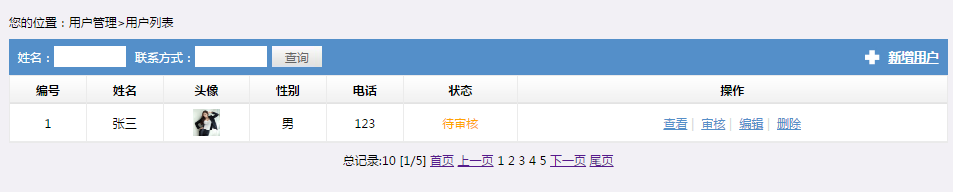 您的位置：用户管理>用户列表
姓名： 联系方式： 查询 新增用户
编号 姓名 头像 性别 电话 状态 操作
1 张三 男 123 待审核 查看| 审核| 编辑| 删除
总记录:10 [1/5] 首页 上一页 1 2 3 4 5 下一页 尾页